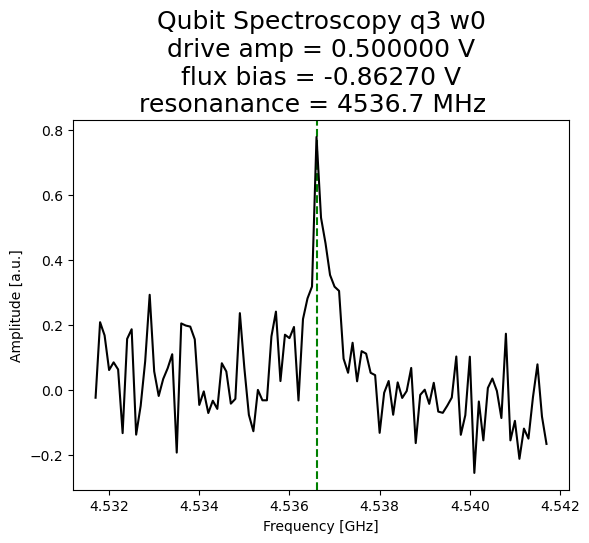 Qubit Spectroscopy q3 w0
drive amp = 0.500000 V
flux bias = -0.86270 V
resonanance = 4536.7 MHz
0.8
0.6
0.4
0.2
0.0
−0.2
Amplitude [a.u.]
4.532 4.534 4.536 4.538 4.540 4.542
Frequency [GHz]